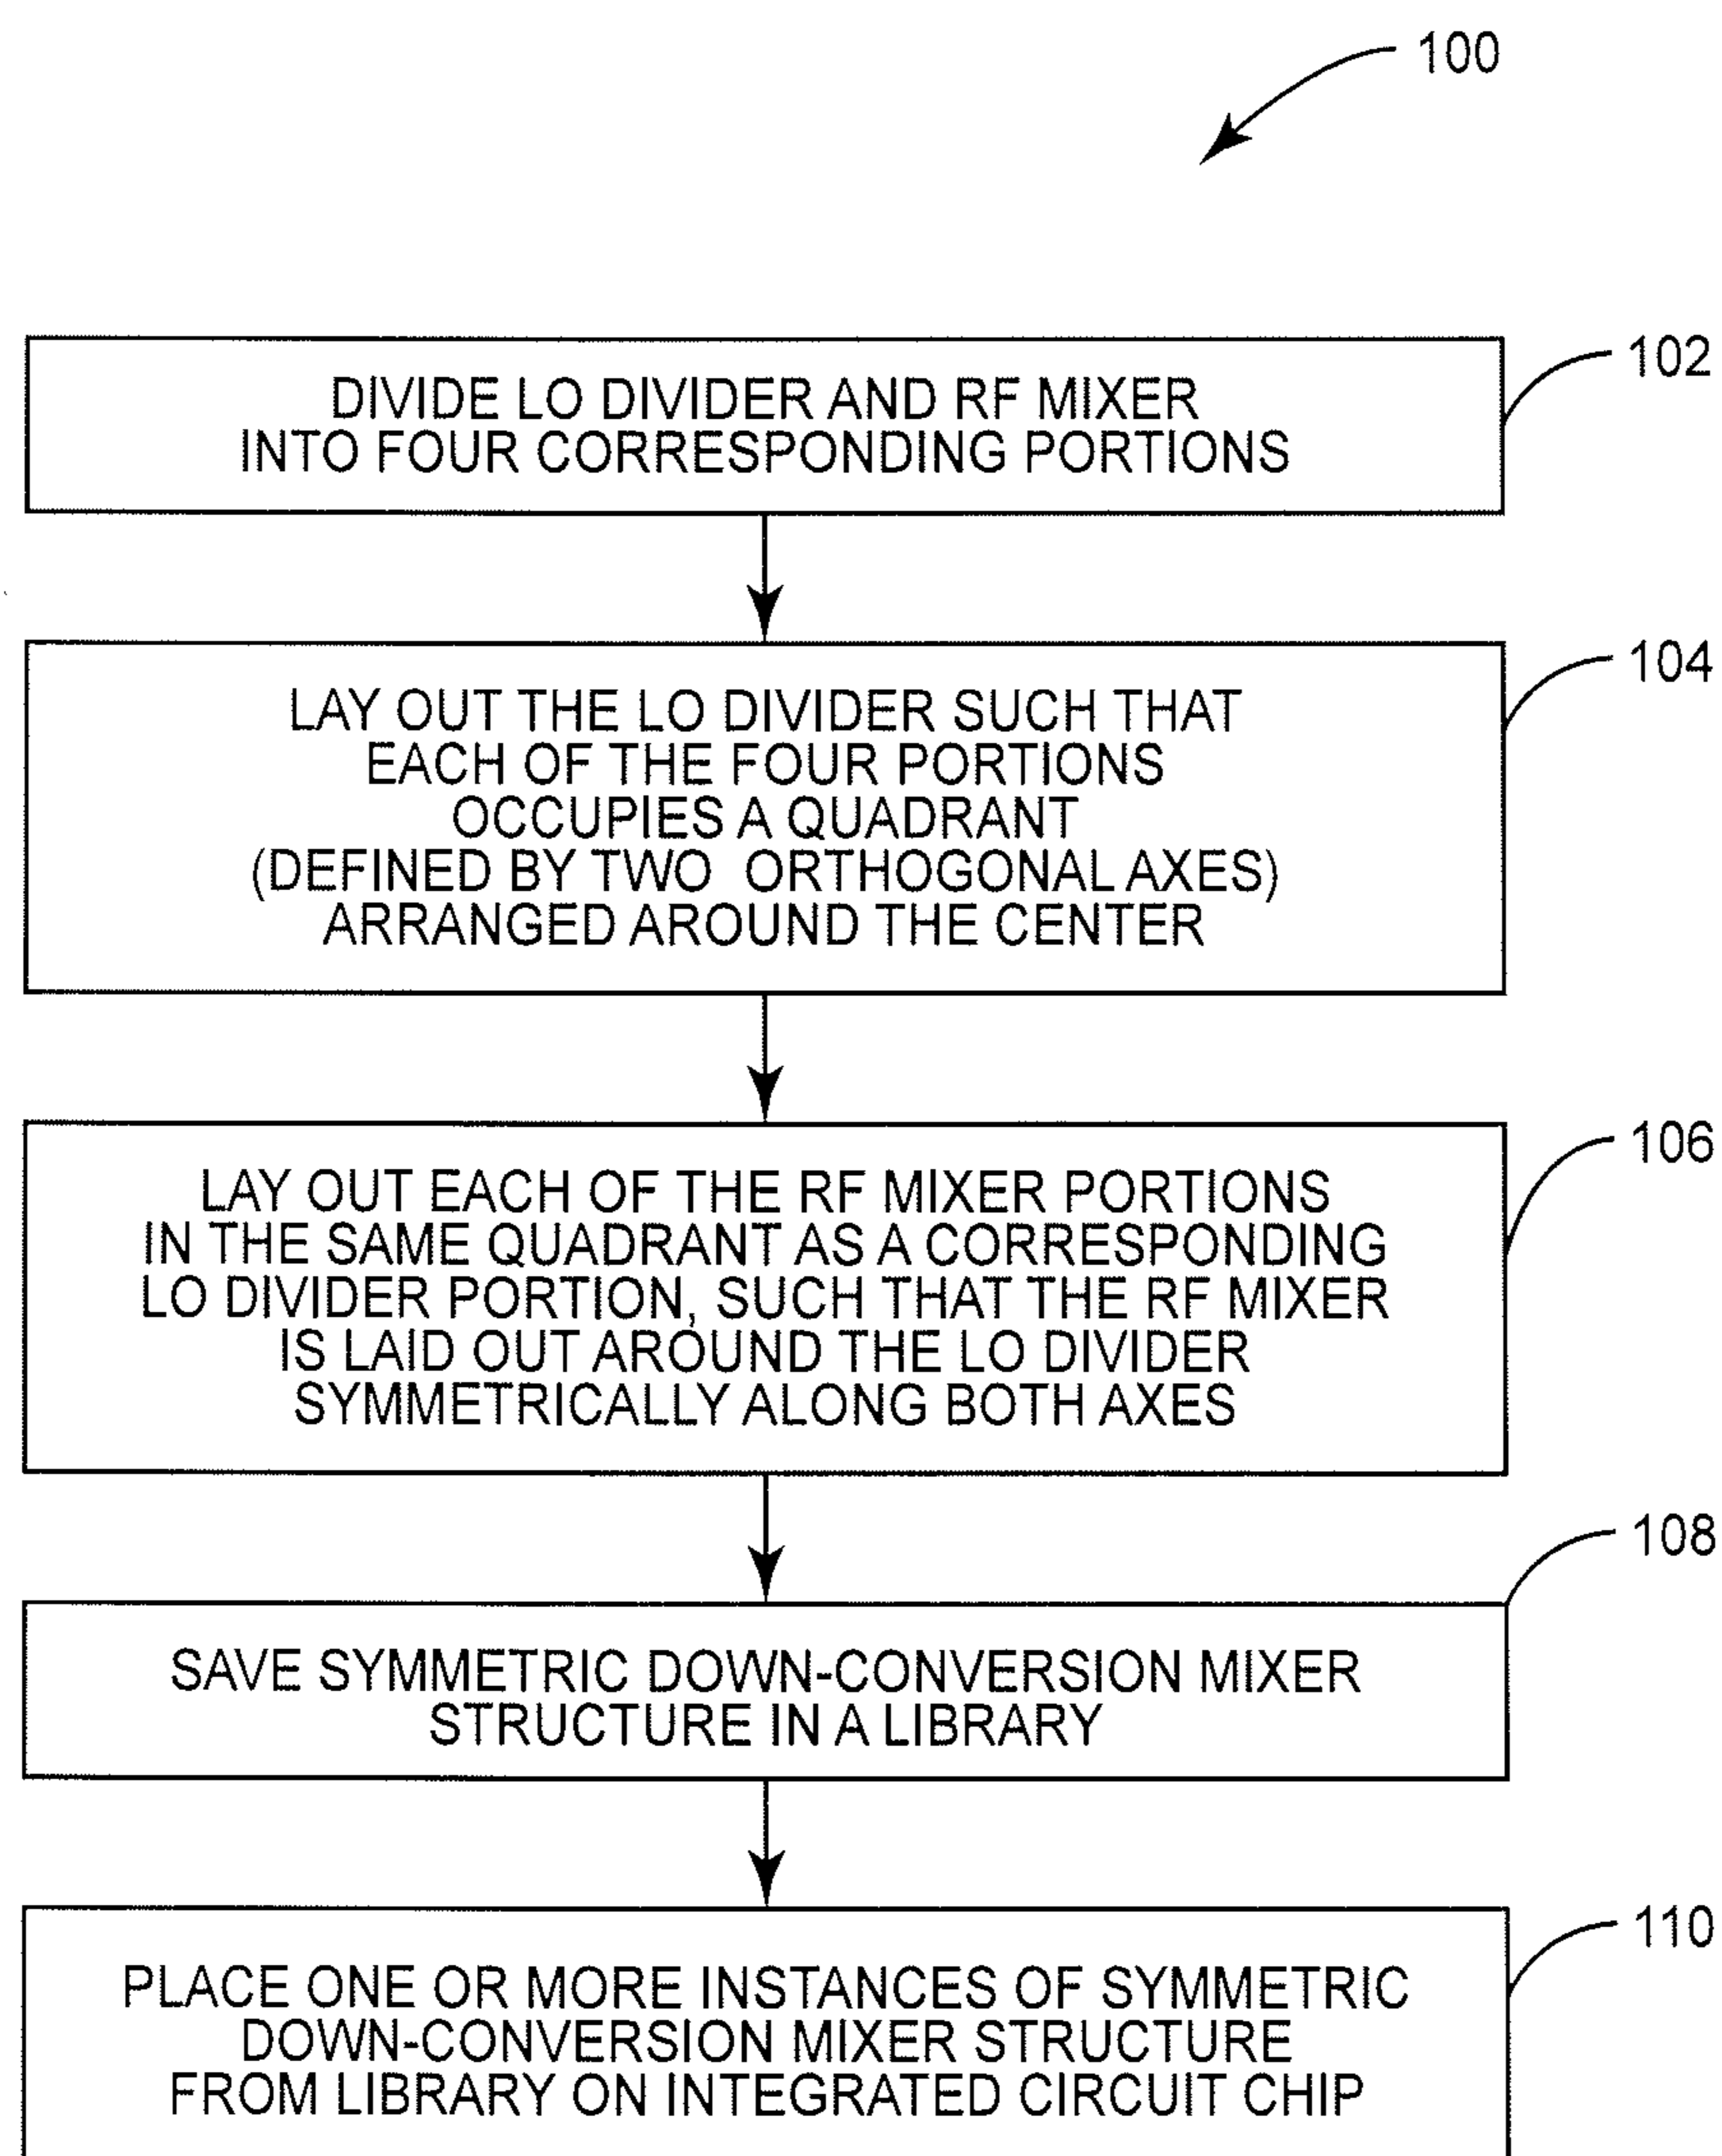 100
102
DIVIDE LO DIVIDER AND RF MIXER
INTO FOUR CORRESPONDING PORTIONS
104
LAY OUT THE LO DIVIDER SUCH THAT
EACH OF THE FOUR PORTIONS
OCCUPIES A QUADRANT
(DEFINED BY TWO ORTHOGONAL AXES)
ARRANGED AROUND THE CENTER
106
LAY OUT EACH OF THE RF MIXER PORTIONS
IN THE SAME QUADRANT AS A CORRESPONDING
LO DIVIDER PORTION, SUCH THAT THE RF MIXER
IS LAID OUT AROUND THE LO DIVIDER
SYMMETRICALLY ALONG BOTH AXES
108
SAVE SYMMETRIC DOWN-CONVERSION MIXER
STRUCTURE IN A LIBRARY
110
PLACE ONE OR MORE INSTANCES OF SYMMETRIC
DOWN-CONVERSION MIXER STRUCTURE
FROM LIBRARY ON INTEGRATED CIRCUIT CHIP